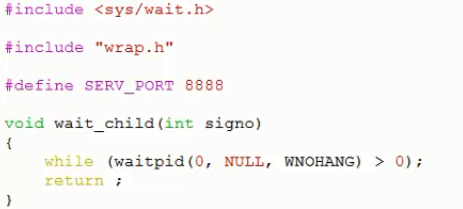 #include <sys/wait.h>
#include "wrap.h"
#define SERV_PORT 8888
void wait_child(int signo)
{
    while (waitpid(0, NULL, WNOHANG) > 0);
    return ;
}